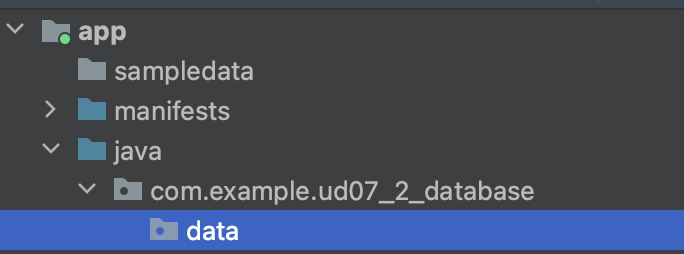 app
sampledata
manifests
java
com.example.ud07_2_database
data